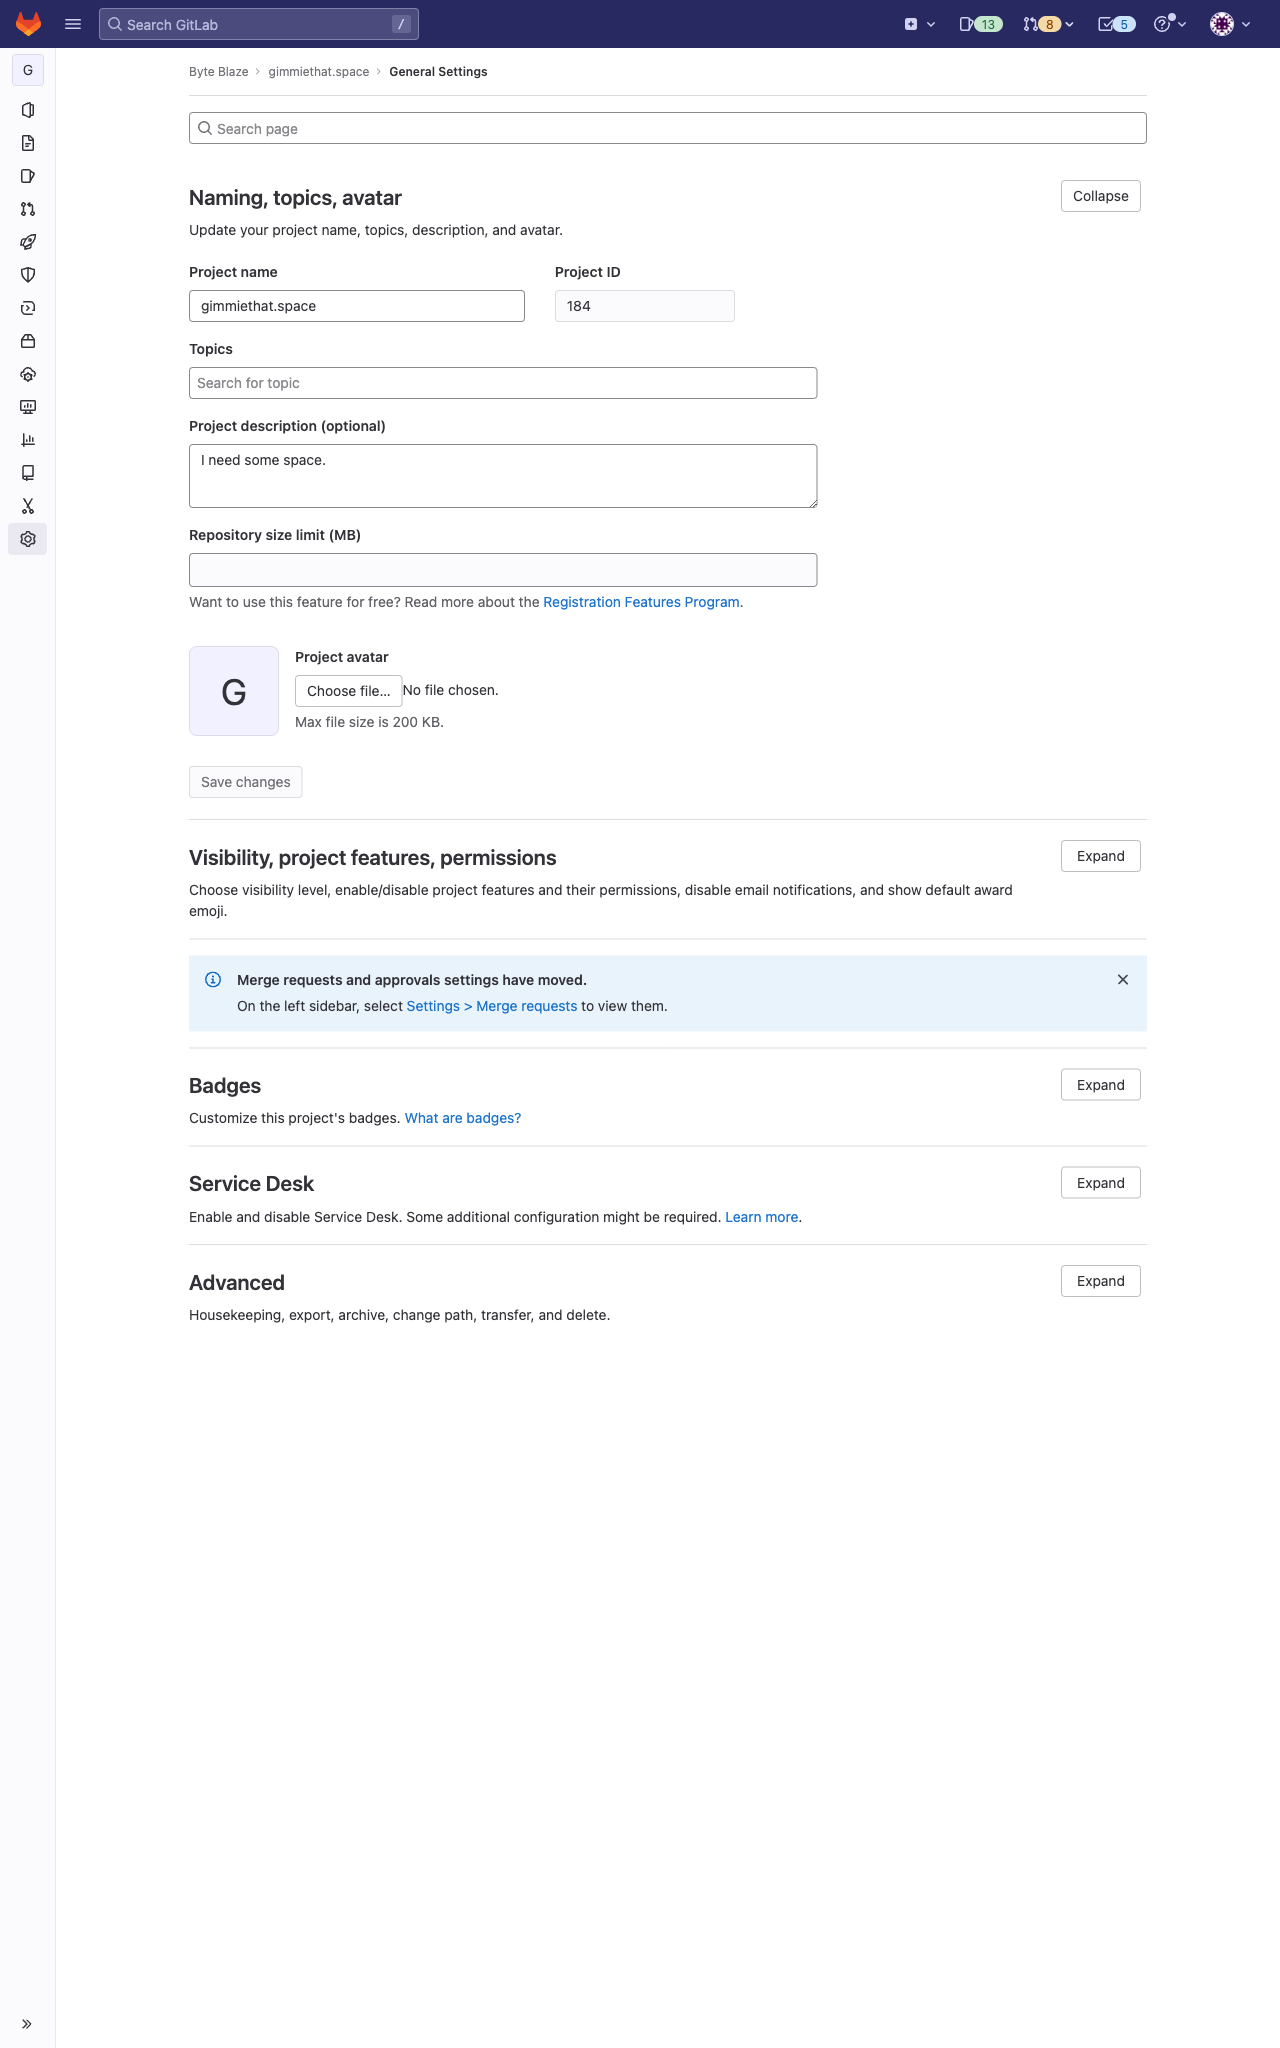 Search GitLab
/
13
8
5
G
Byte Blaze
gimmiethat.space
General Settings
Search page
Naming, topics, avatar
Collapse
Update your project name, topics, description, and avatar.
Project name
Project ID
gimmiethat.space
184
Topics
Search for topic
Project description (optional)
I need some space.
Repository size limit (MB)
Want to use this feature for free? Read more about the Registration Features Program.
G
Project avatar
Choose file... No file chosen.
Max file size is 200 KB.
Save changes
Visibility, project features, permissions
Expand
Choose visibility level, enable/disable project features and their permissions, disable email notifications, and show default award
emoji.
Merge requests and approvals settings have moved.
On the left sidebar, select Settings > Merge requests to view them.
Badges
Expand
Customize this project's badges. What are badges?
Service Desk
Expand
Enable and disable Service Desk. Some additional configuration might be required. Learn more.
Advanced
Expand
Housekeeping, export, archive, change path, transfer, and delete.